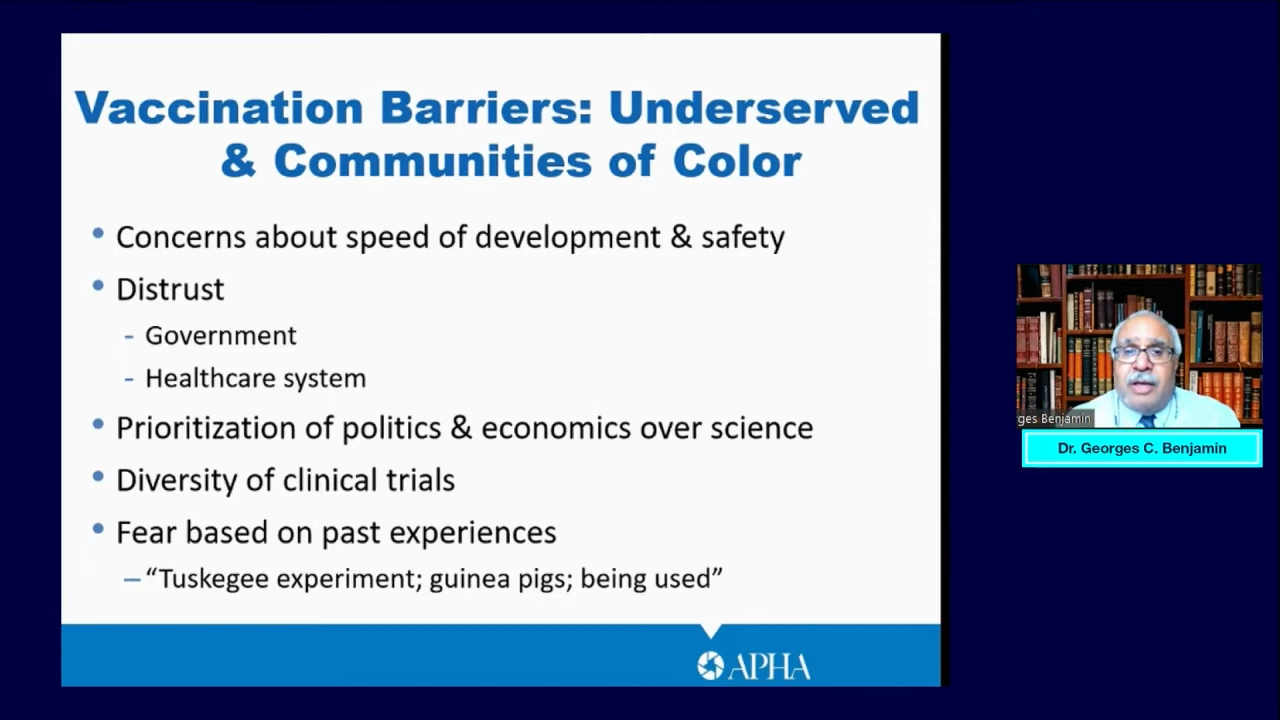 Vaccination Barriers: Underserved
& Communities of Color
• Concerns about speed of development & safety
• Distrust
- Government
- Healthcare system
• Prioritization of politics & economics over science
• Diversity of clinical trials
• Fear based on past experiences
– “Tuskegee experiment; guinea pigs; being used”
APHA
ges Benjamin
Dr. Georges C. Benjamin